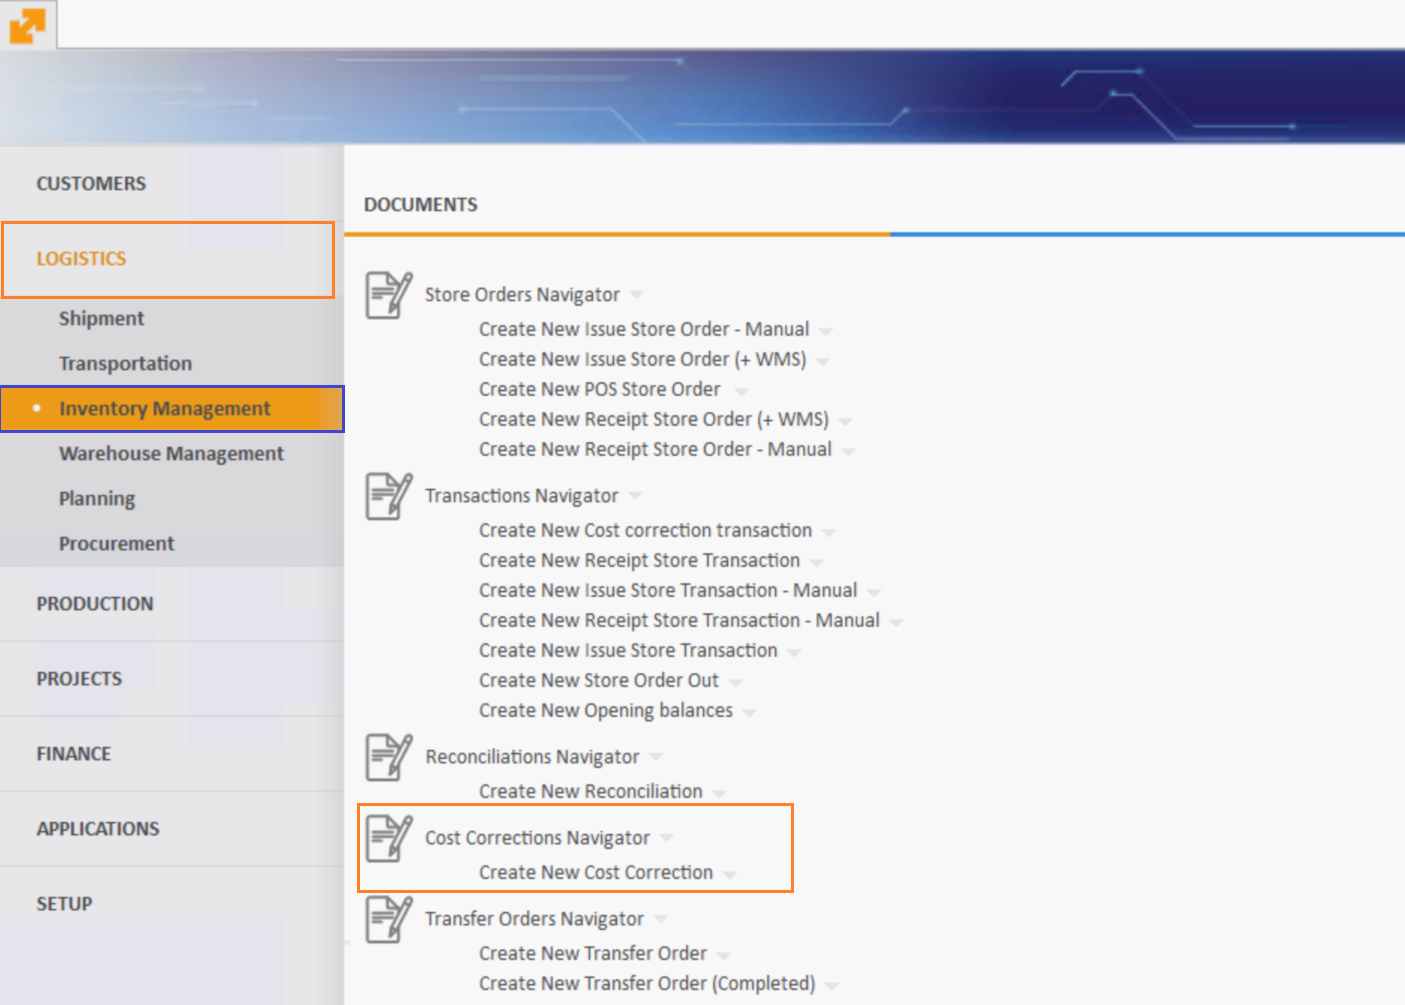 CUSTOMERS
LOGISTICS
Shipment
Transportation
Inventory Management
Warehouse Management
Planning
Procurement
PRODUCTION
PROJECTS
FINANCE
APPLICATIONS
SETUP
DOCUMENTS
Store Orders Navigator
Create New Issue Store Order - Manual
Create New Issue Store Order (+ WMS)
Create New POS Store Order
Create New Receipt Store Order (+ WMS)
Create New Receipt Store Order - Manual
Transactions Navigator
Create New Cost correction transaction
Create New Receipt Store Transaction
Create New Issue Store Transaction - Manual
Create New Receipt Store Transaction - Manual
Create New Issue Store Transaction
Create New Store Order Out
Create New Opening balances
Reconciliations Navigator
Create New Reconciliation
Cost Corrections Navigator
Create New Cost Correction
Transfer Orders Navigator
Create New Transfer Order
Create New Transfer Order (Completed)